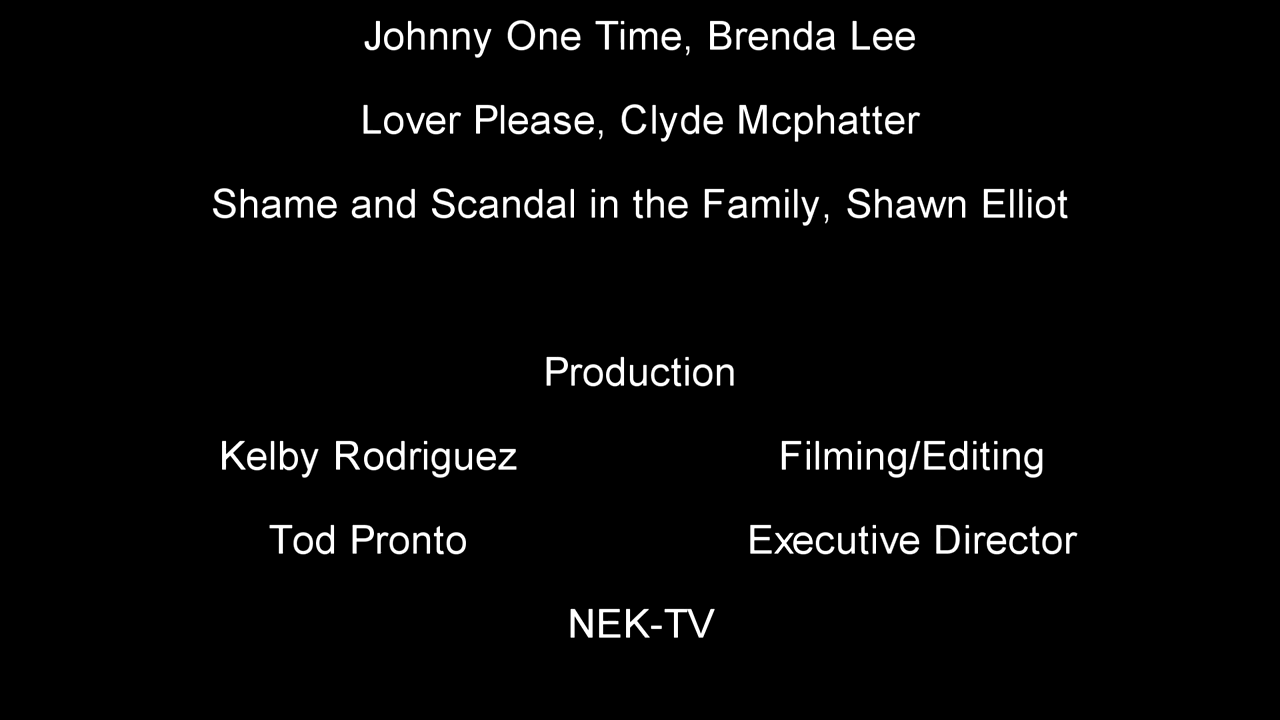 Johnny One Time, Brenda Lee
Lover Please, Clyde Mcphatter
Shame and Scandal in the Family, Shawn Elliot
Production
Kelby Rodriguez Filming/Editing
Tod Pronto Executive Director
NEK-TV